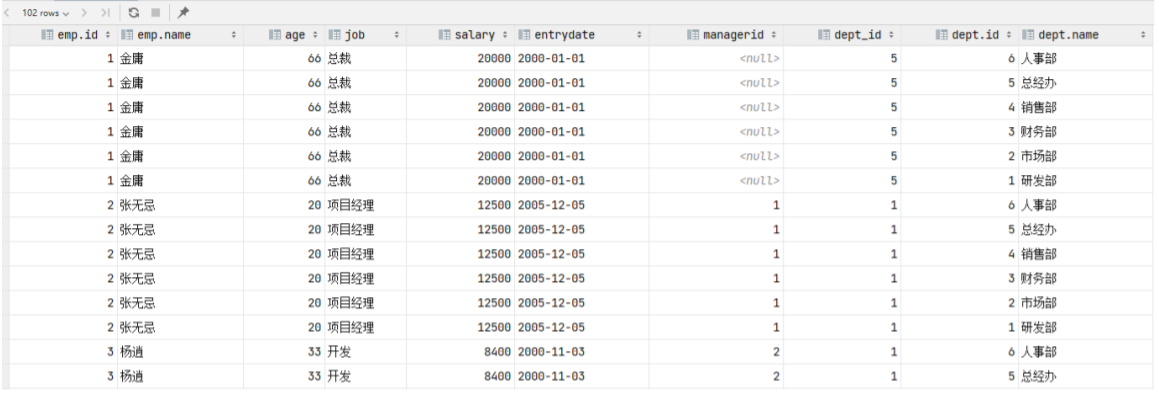 102 rows
emp.id emp.name age job salary entrydate managerid dept_id dept.id dept.name
1 金庸 66 总裁 20000 2000-01-01 <null> 5 6 人事部
1 金庸 66 总裁 20000 2000-01-01 <null> 5 5 总经办
1 金庸 66 总裁 20000 2000-01-01 <null> 5 4 销售部
1 金庸 66 总裁 20000 2000-01-01 <null> 5 3 财务部
1 金庸 66 总裁 20000 2000-01-01 <null> 5 2 市场部
1 金庸 66 总裁 20000 2000-01-01 <null> 5 1 研发部
2 张无忌 20 项目经理 12500 2005-12-05 1 1 6 人事部
2 张无忌 20 项目经理 12500 2005-12-05 1 1 5 总经办
2 张无忌 20 项目经理 12500 2005-12-05 1 1 4 销售部
2 张无忌 20 项目经理 12500 2005-12-05 1 1 3 财务部
2 张无忌 20 项目经理 12500 2005-12-05 1 1 2 市场部
2 张无忌 20 项目经理 12500 2005-12-05 1 1 1 研发部
3 杨逍 33 开发 8400 2000-11-03 2 1 6 人事部
3 杨逍 33 开发 8400 2000-11-03 2 1 5 总经办